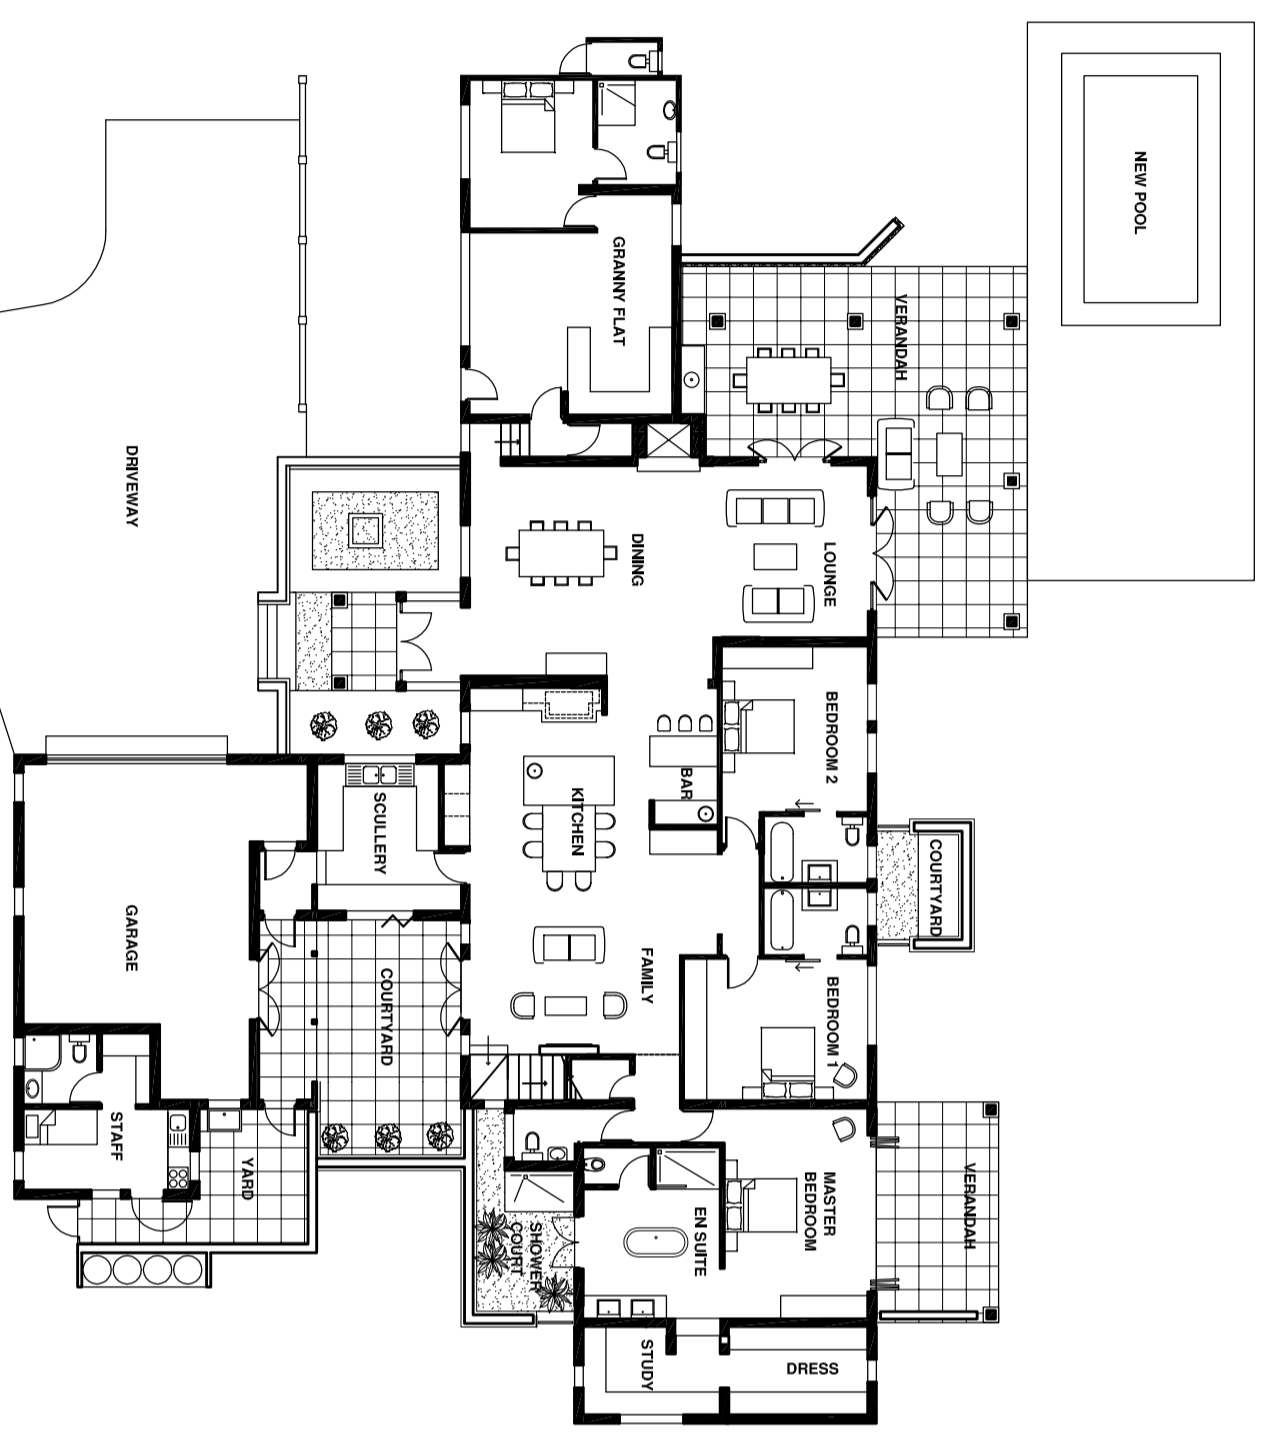 NEW POOL
VERANDAH
GRANNY FLAT
DRIVEWAY
LOUNGE
DINING
BEDROOM 2
BAR
KITCHEN
SCULLERY
COURTYARD
FAMILY
GARAGE
COURTYARD
BEDROOM 1
STAFF
YARD
MASTER
BEDROOM
VERANDAH
EN SUITE
SHOWER
COURT
STUDY
DRESS